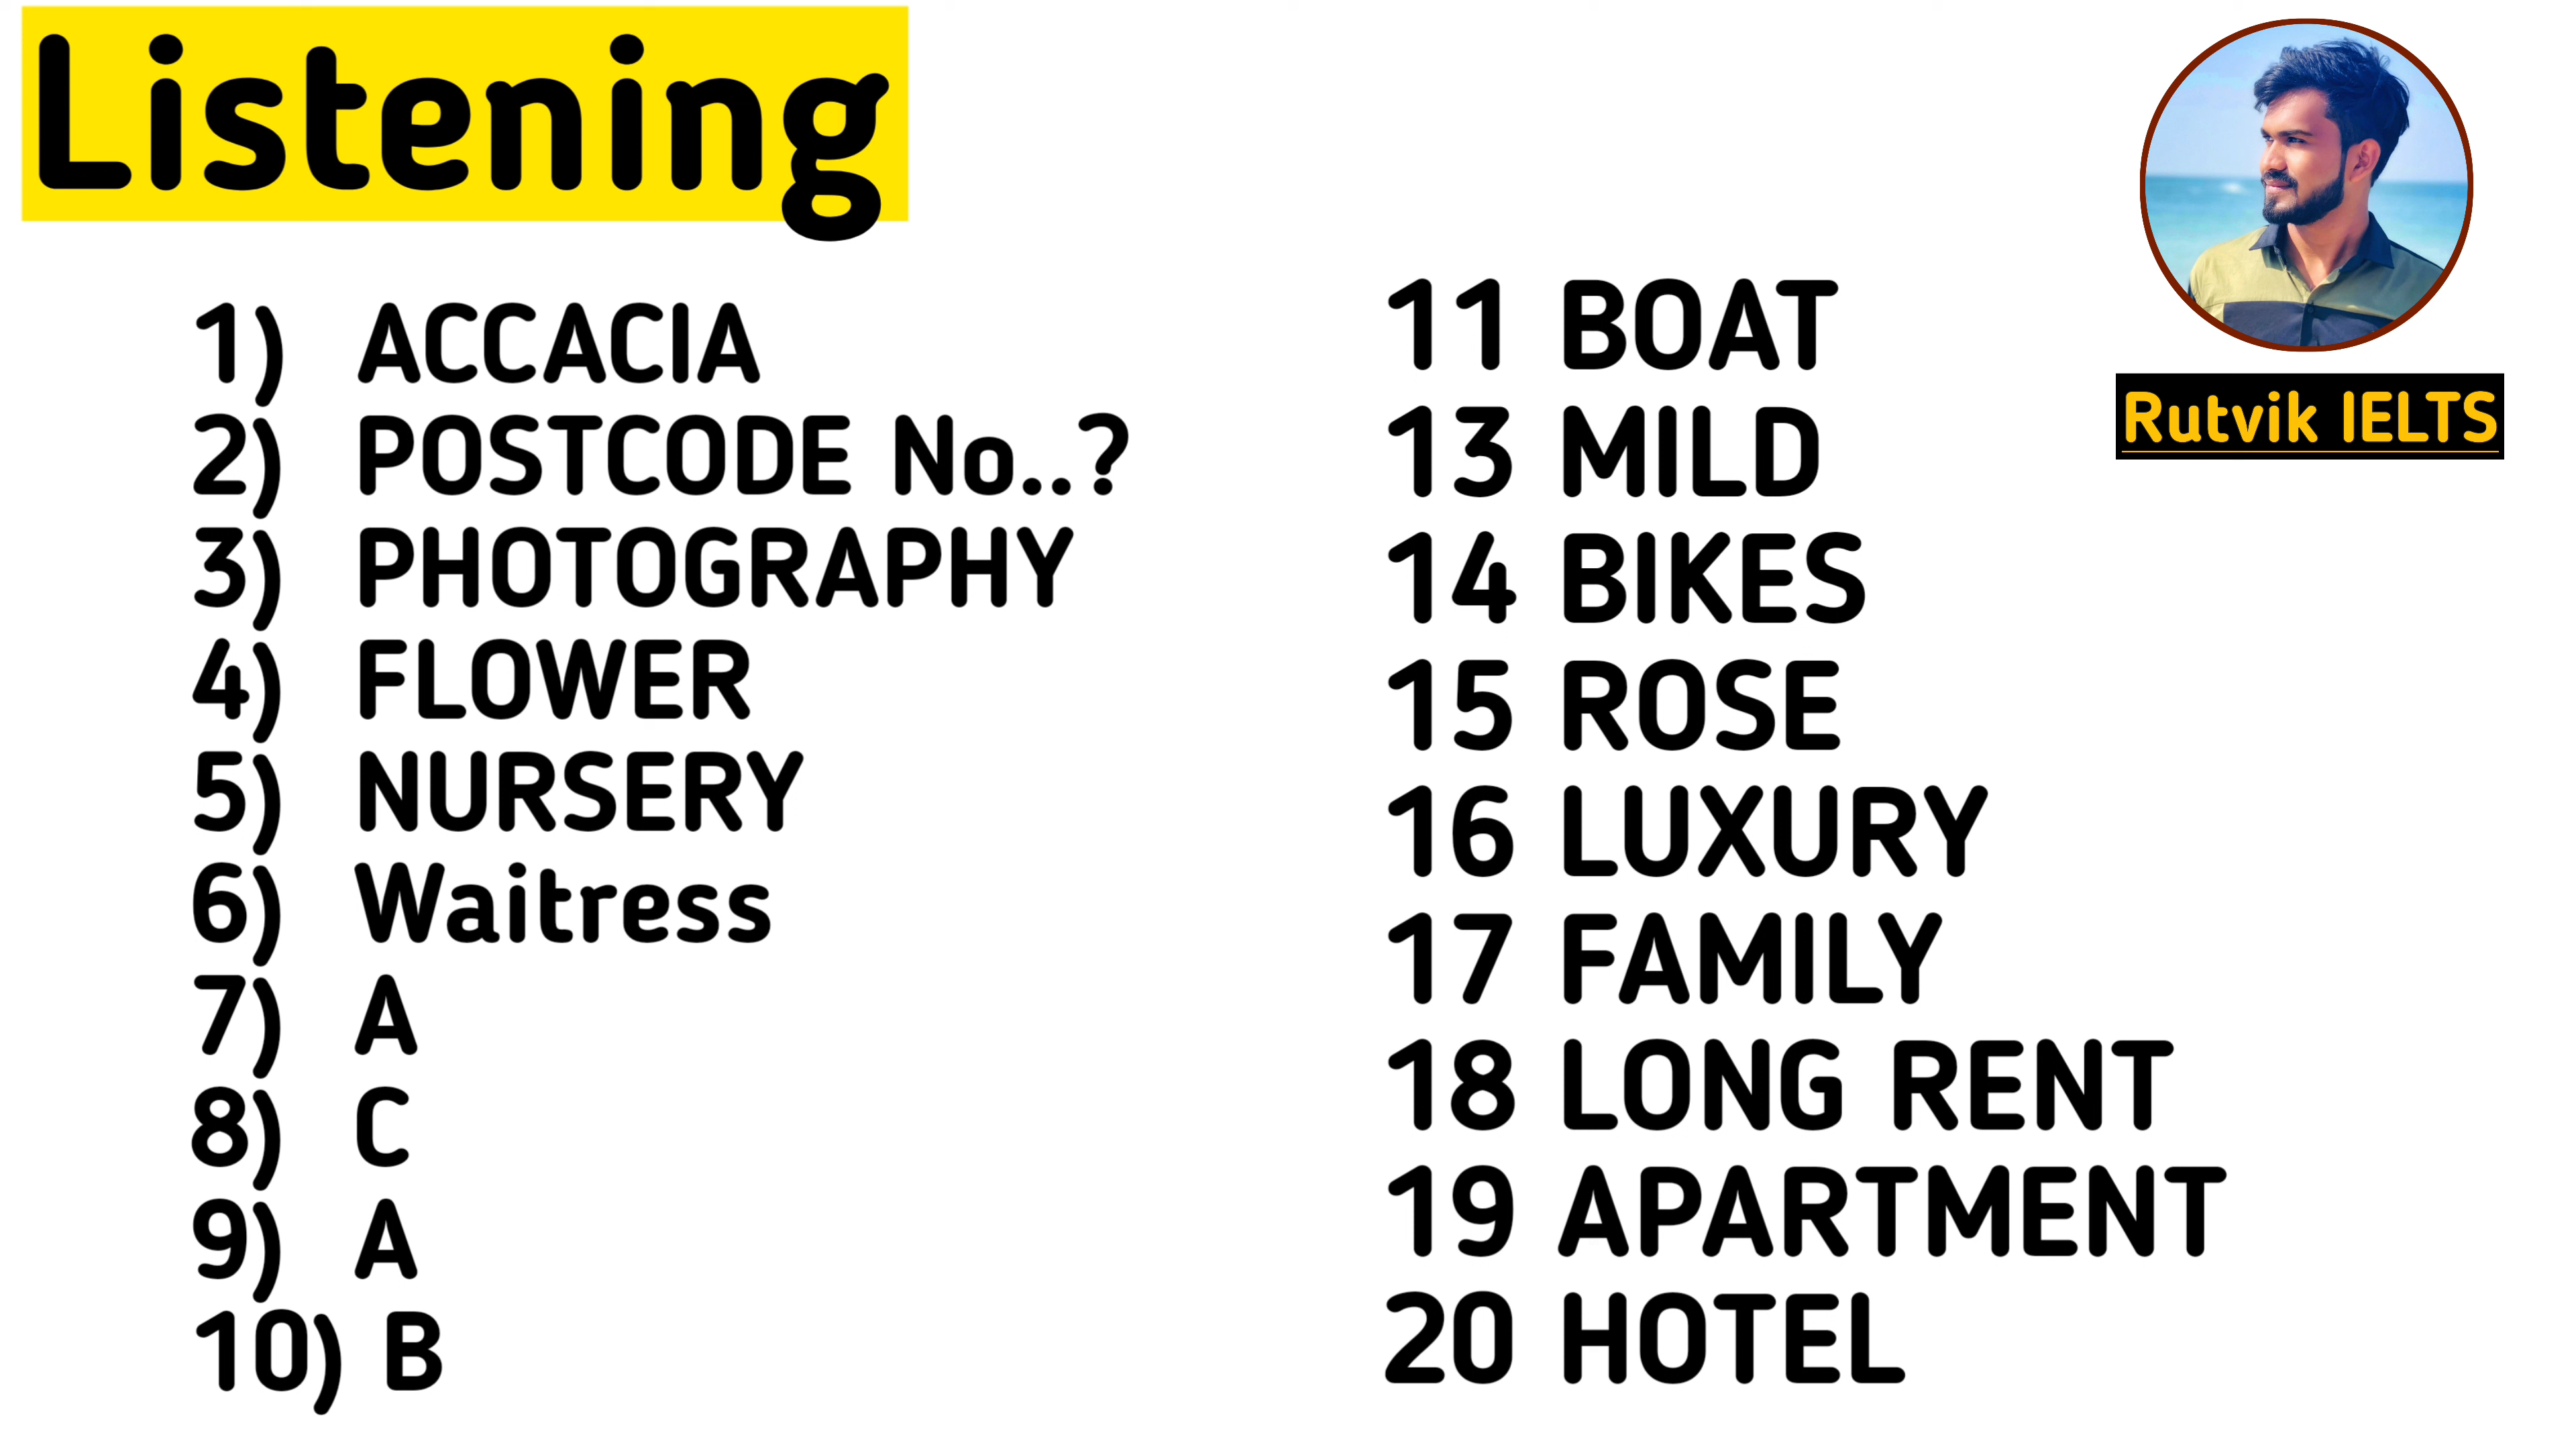 Listening
1) ACCACIA
2) POSTCODE No..?
3) PHOTOGRAPHY
4) FLOWER
5) NURSERY
6) Waitress
7) A
8) C
9) A
10) B
11 BOAT
13 MILD
14 BIKES
15 ROSE
16 LUXURY
17 FAMILY
18 LONG RENT
19 APARTMENT
20 HOTEL
Rutvik IELTS